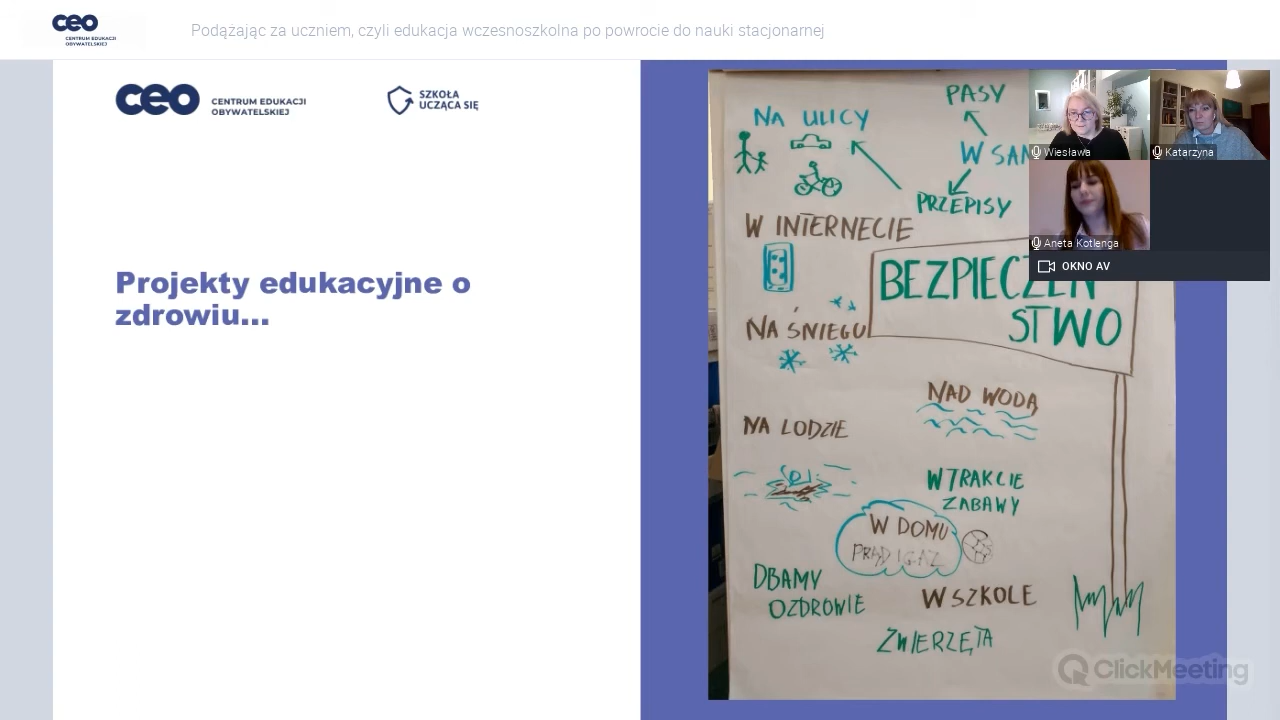 ceo
CENTRUM EDUKACJI
OBYWATELSKIEJ
Podążając za uczniem, czyli edukacja wczesnoszkolna po powrocie do nauki stacjonarnej
ceo
CENTRUM EDUKACJI
OBYWATELSKIEJ
SZKOŁA
UCZĄCA SIĘ
Projekty edukacyjne o
zdrowiu...
NA ULICY
PASY
W SAM
PRZEPISY
W INTERNECIE
BEZPIECZEŃ
STWO
NA ŚNIEGU
NAD WODĄ
NA LODZIE
W TRAKCIE
ZABAWY
W DOMU
PRĄD I GAZ
DBAMY
O ZDROWIE
W SZKOLE
ZWIERZĘTA
Wiesława
Katarzyna
Aneta Kotlenga
OKNO AV
ClickMeeting